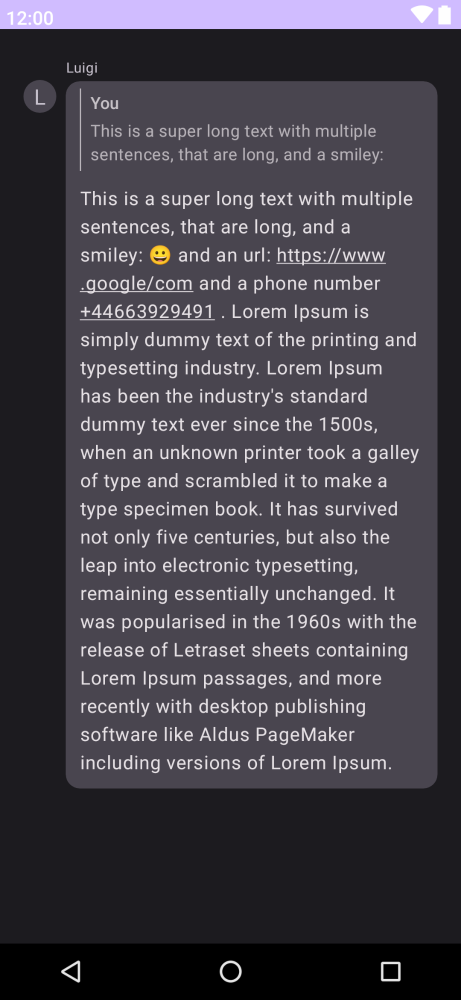 12:00
Luigi
L
You
This is a super long text with multiple
sentences, that are long, and a smiley:
This is a super long text with multiple
sentences, that are long, and a
smiley: 😀 and an url: https://www
.google/com and a phone number
+44663929491 . Lorem Ipsum is
simply dummy text of the printing and
typesetting industry. Lorem Ipsum
has been the industry's standard
dummy text ever since the 1500s,
when an unknown printer took a galley
of type and scrambled it to make a
type specimen book. It has survived
not only five centuries, but also the
leap into electronic typesetting,
remaining essentially unchanged. It
was popularised in the 1960s with the
release of Letraset sheets containing
Lorem Ipsum passages, and more
recently with desktop publishing
software like Aldus PageMaker
including versions of Lorem Ipsum.